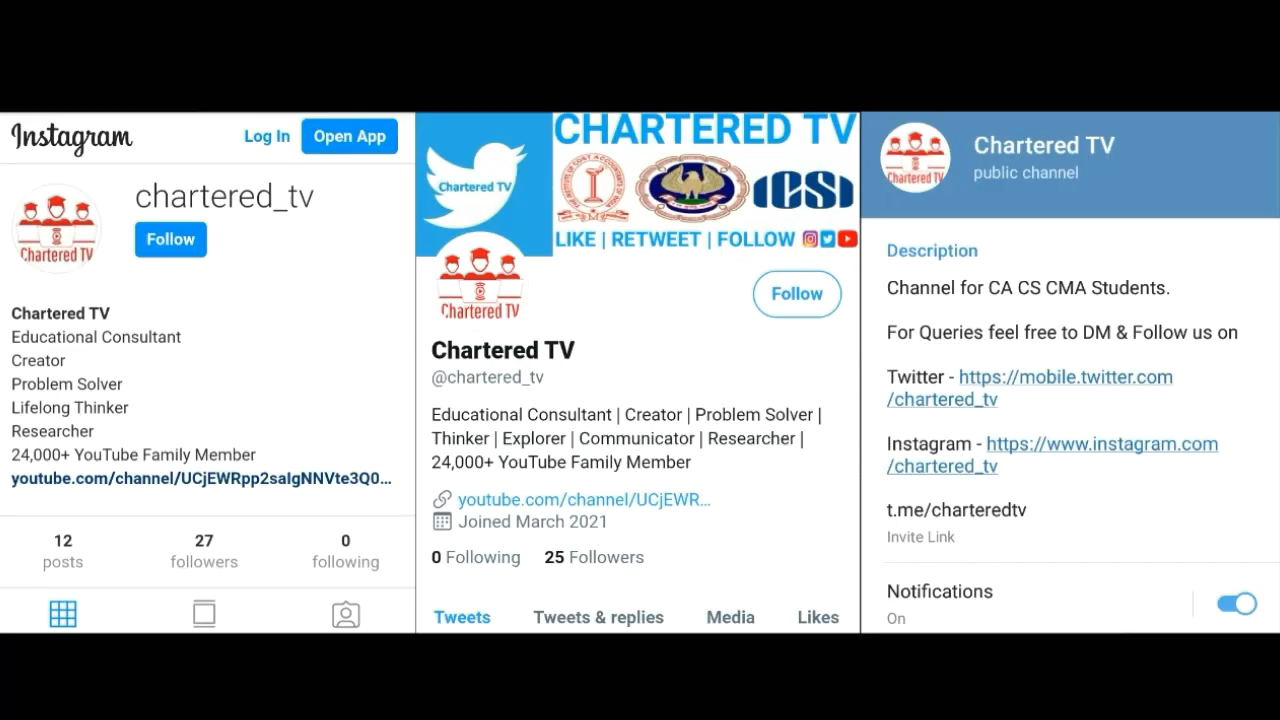 Instagram
Log In
Open App
chartered_tv
Follow
Chartered TV
Chartered TV
Educational Consultant
Creator
Problem Solver
Lifelong Thinker
Researcher
24,000+ YouTube Family Member
youtube.com/channel/UCjEWRpp2saIgNNVte3Q0...
12 posts
27 followers
0 following
Chartered TV
CHARTERED TV
ICSI
LIKE | RETWEET | FOLLOW
Chartered TV
Follow
Chartered TV
@chartered_tv
Educational Consultant | Creator | Problem Solver |
Thinker | Explorer | Communicator | Researcher |
24,000+ YouTube Family Member
youtube.com/channel/UCjEWR...
Joined March 2021
0 Following 25 Followers
Tweets Tweets & replies Media Likes
Chartered TV
Chartered TV
public channel
Description
Channel for CA CS CMA Students.
For Queries feel free to DM & Follow us on
Twitter - https://mobile.twitter.com
/chartered_tv
Instagram - https://www.instagram.com
/chartered_tv
t.me/charteredtv
Invite Link
Notifications
On